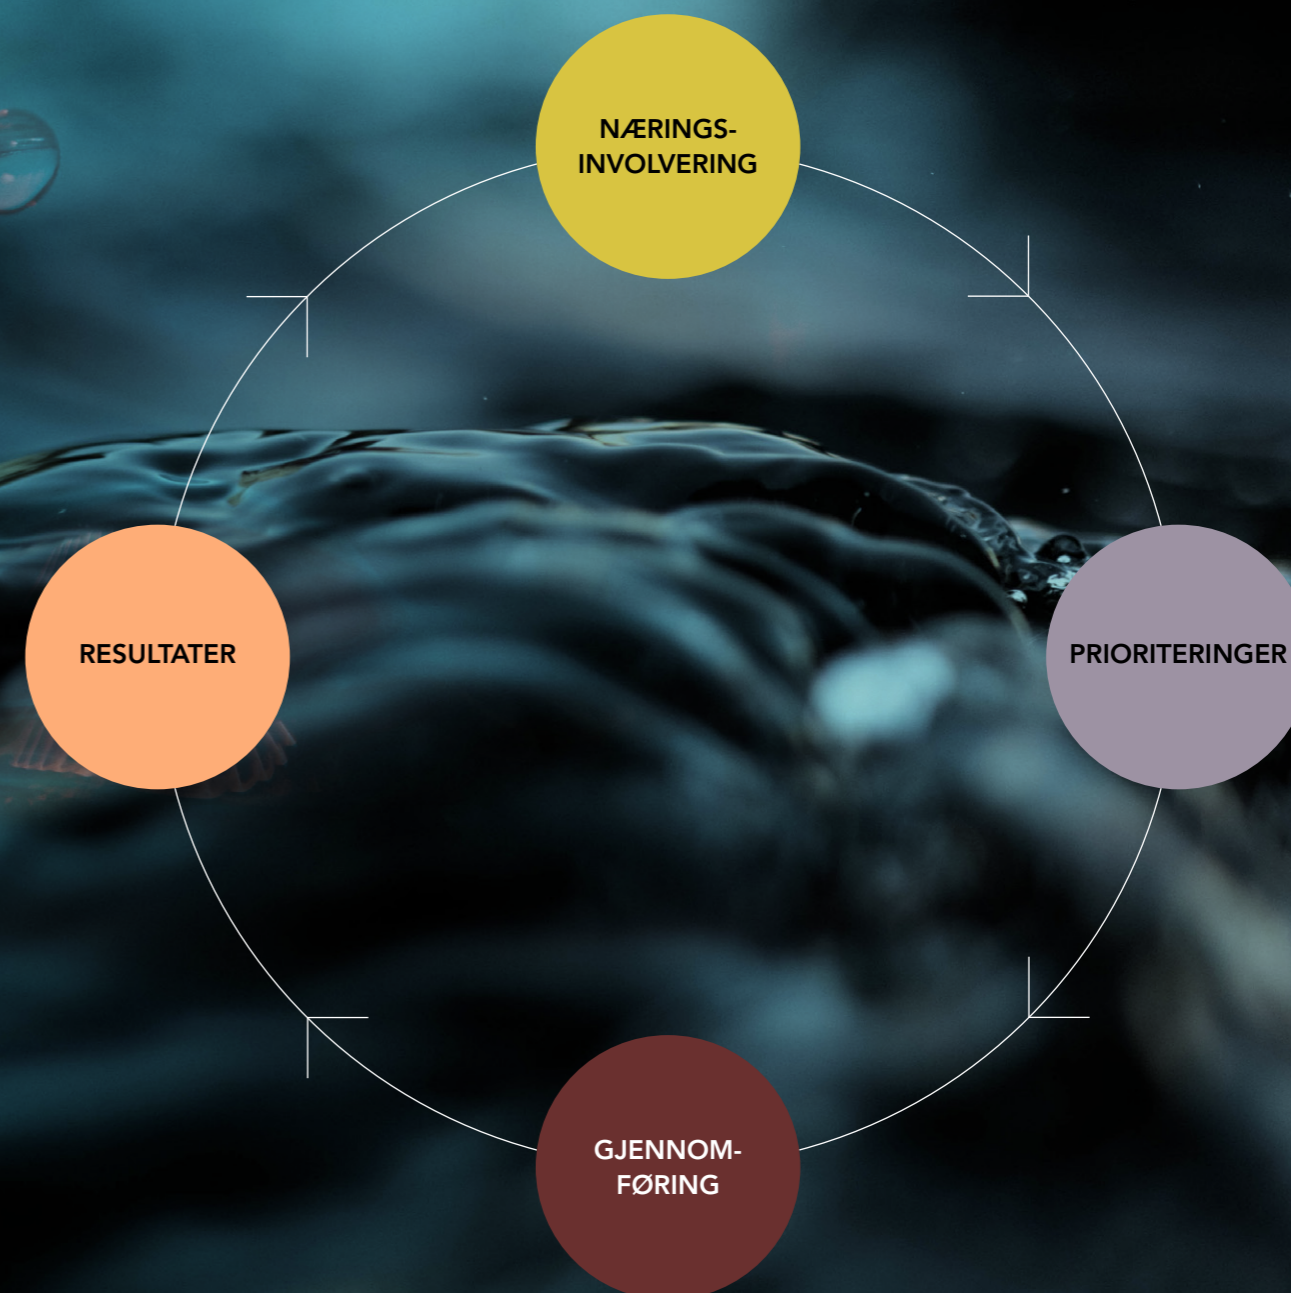 NÆRINGS-
INVOLVERING
PRIORITERINGER
GJENNOM-
FØRING
RESULTATER